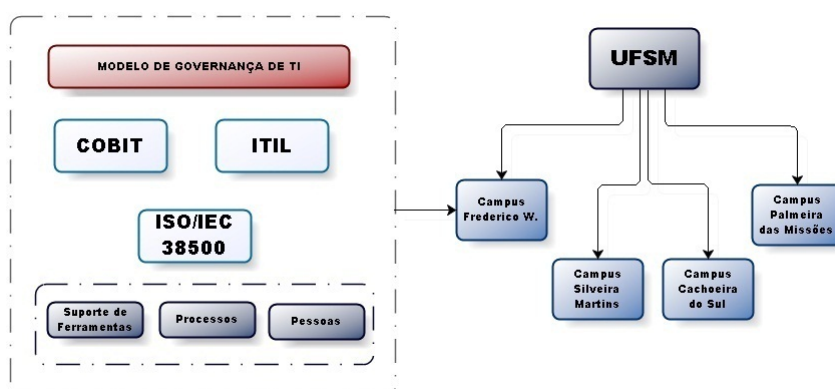 MODELO DE GOVERNANÇA DE TI
COBIT
ITIL
ISO/IEC
38500
Suporte de
Ferramentas
Processos
Pessoas
UFSM
Campus
Frederico W.
Campus
Silveira
Martins
Campus
Cachoeira
do Sul
Campus
Palmeira
das Missões